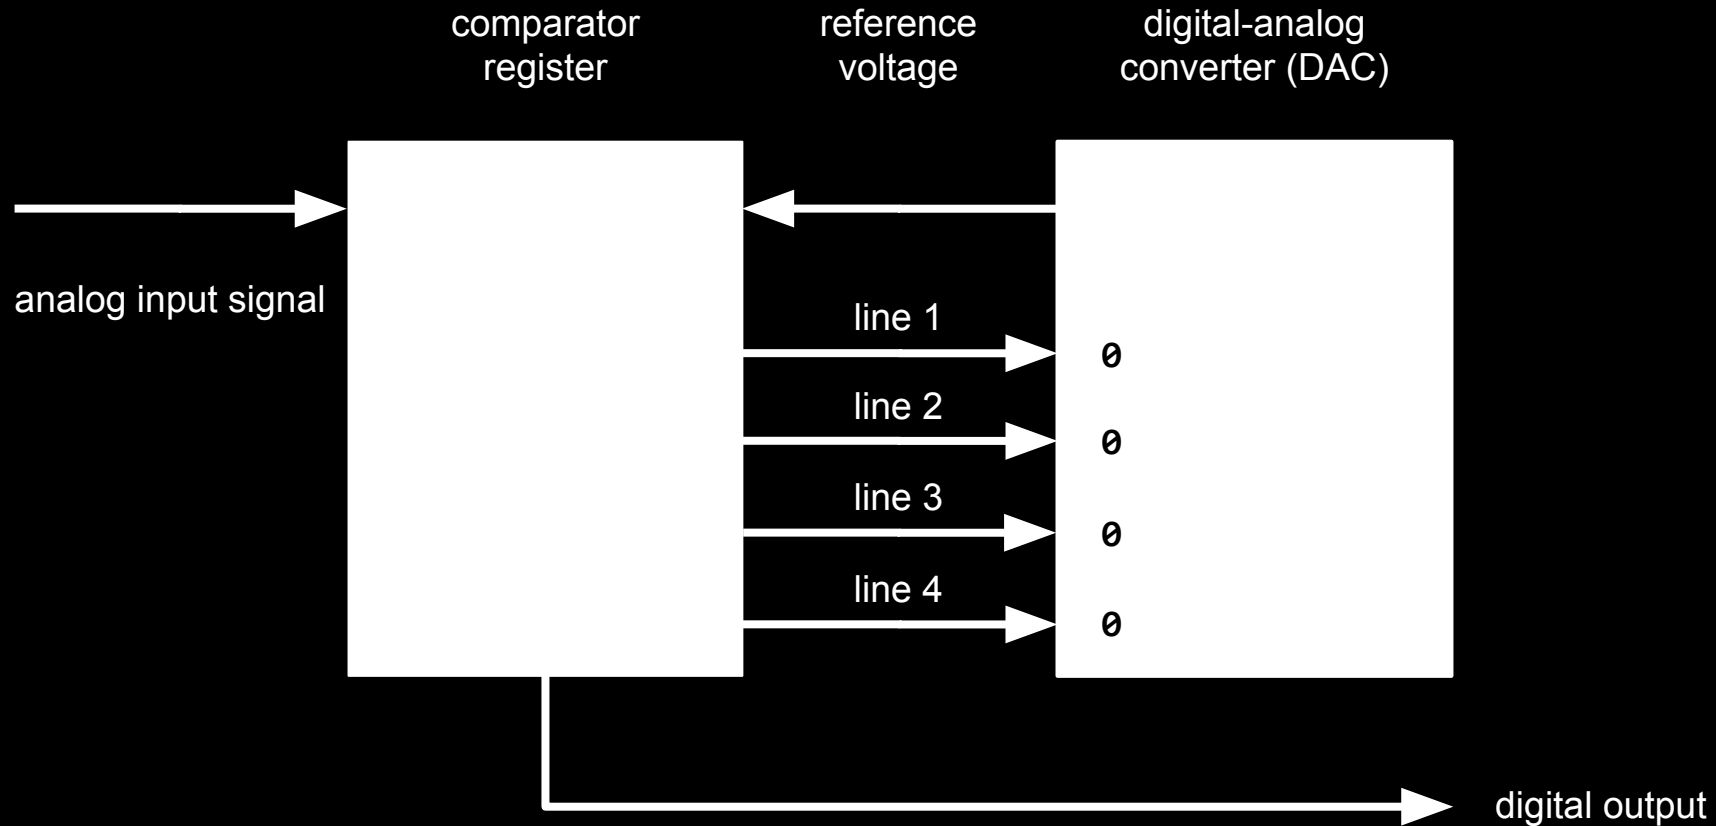 comparator
register
reference
voltage
digital-analog
converter (DAC)
analog input signal
line 1
0
line 2
0
line 3
0
line 4
0
digital output